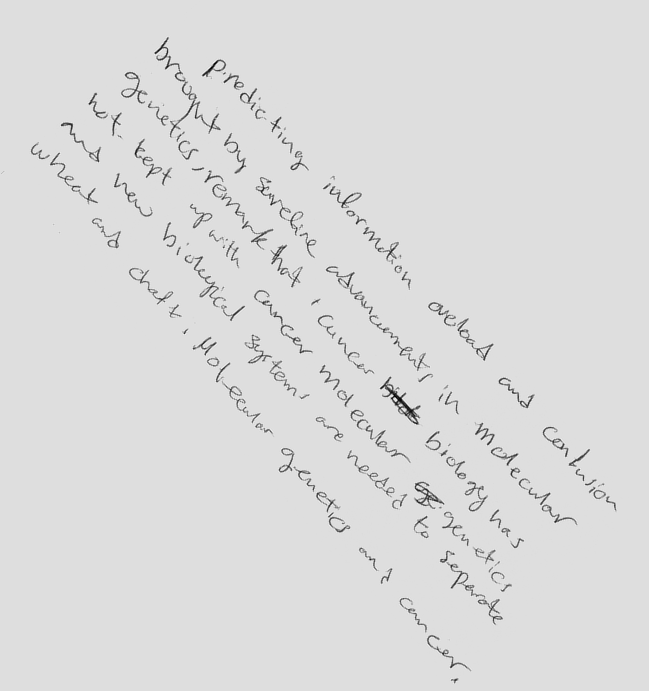 Predicting information overload and confusion
brought by saveline advancements in molecular
genetics, remark that, cancer biology has
not kept up with cancer molecular genetics
and new biological systems are needed to separate
wheat and chaff, Molecular genetics and cancer.